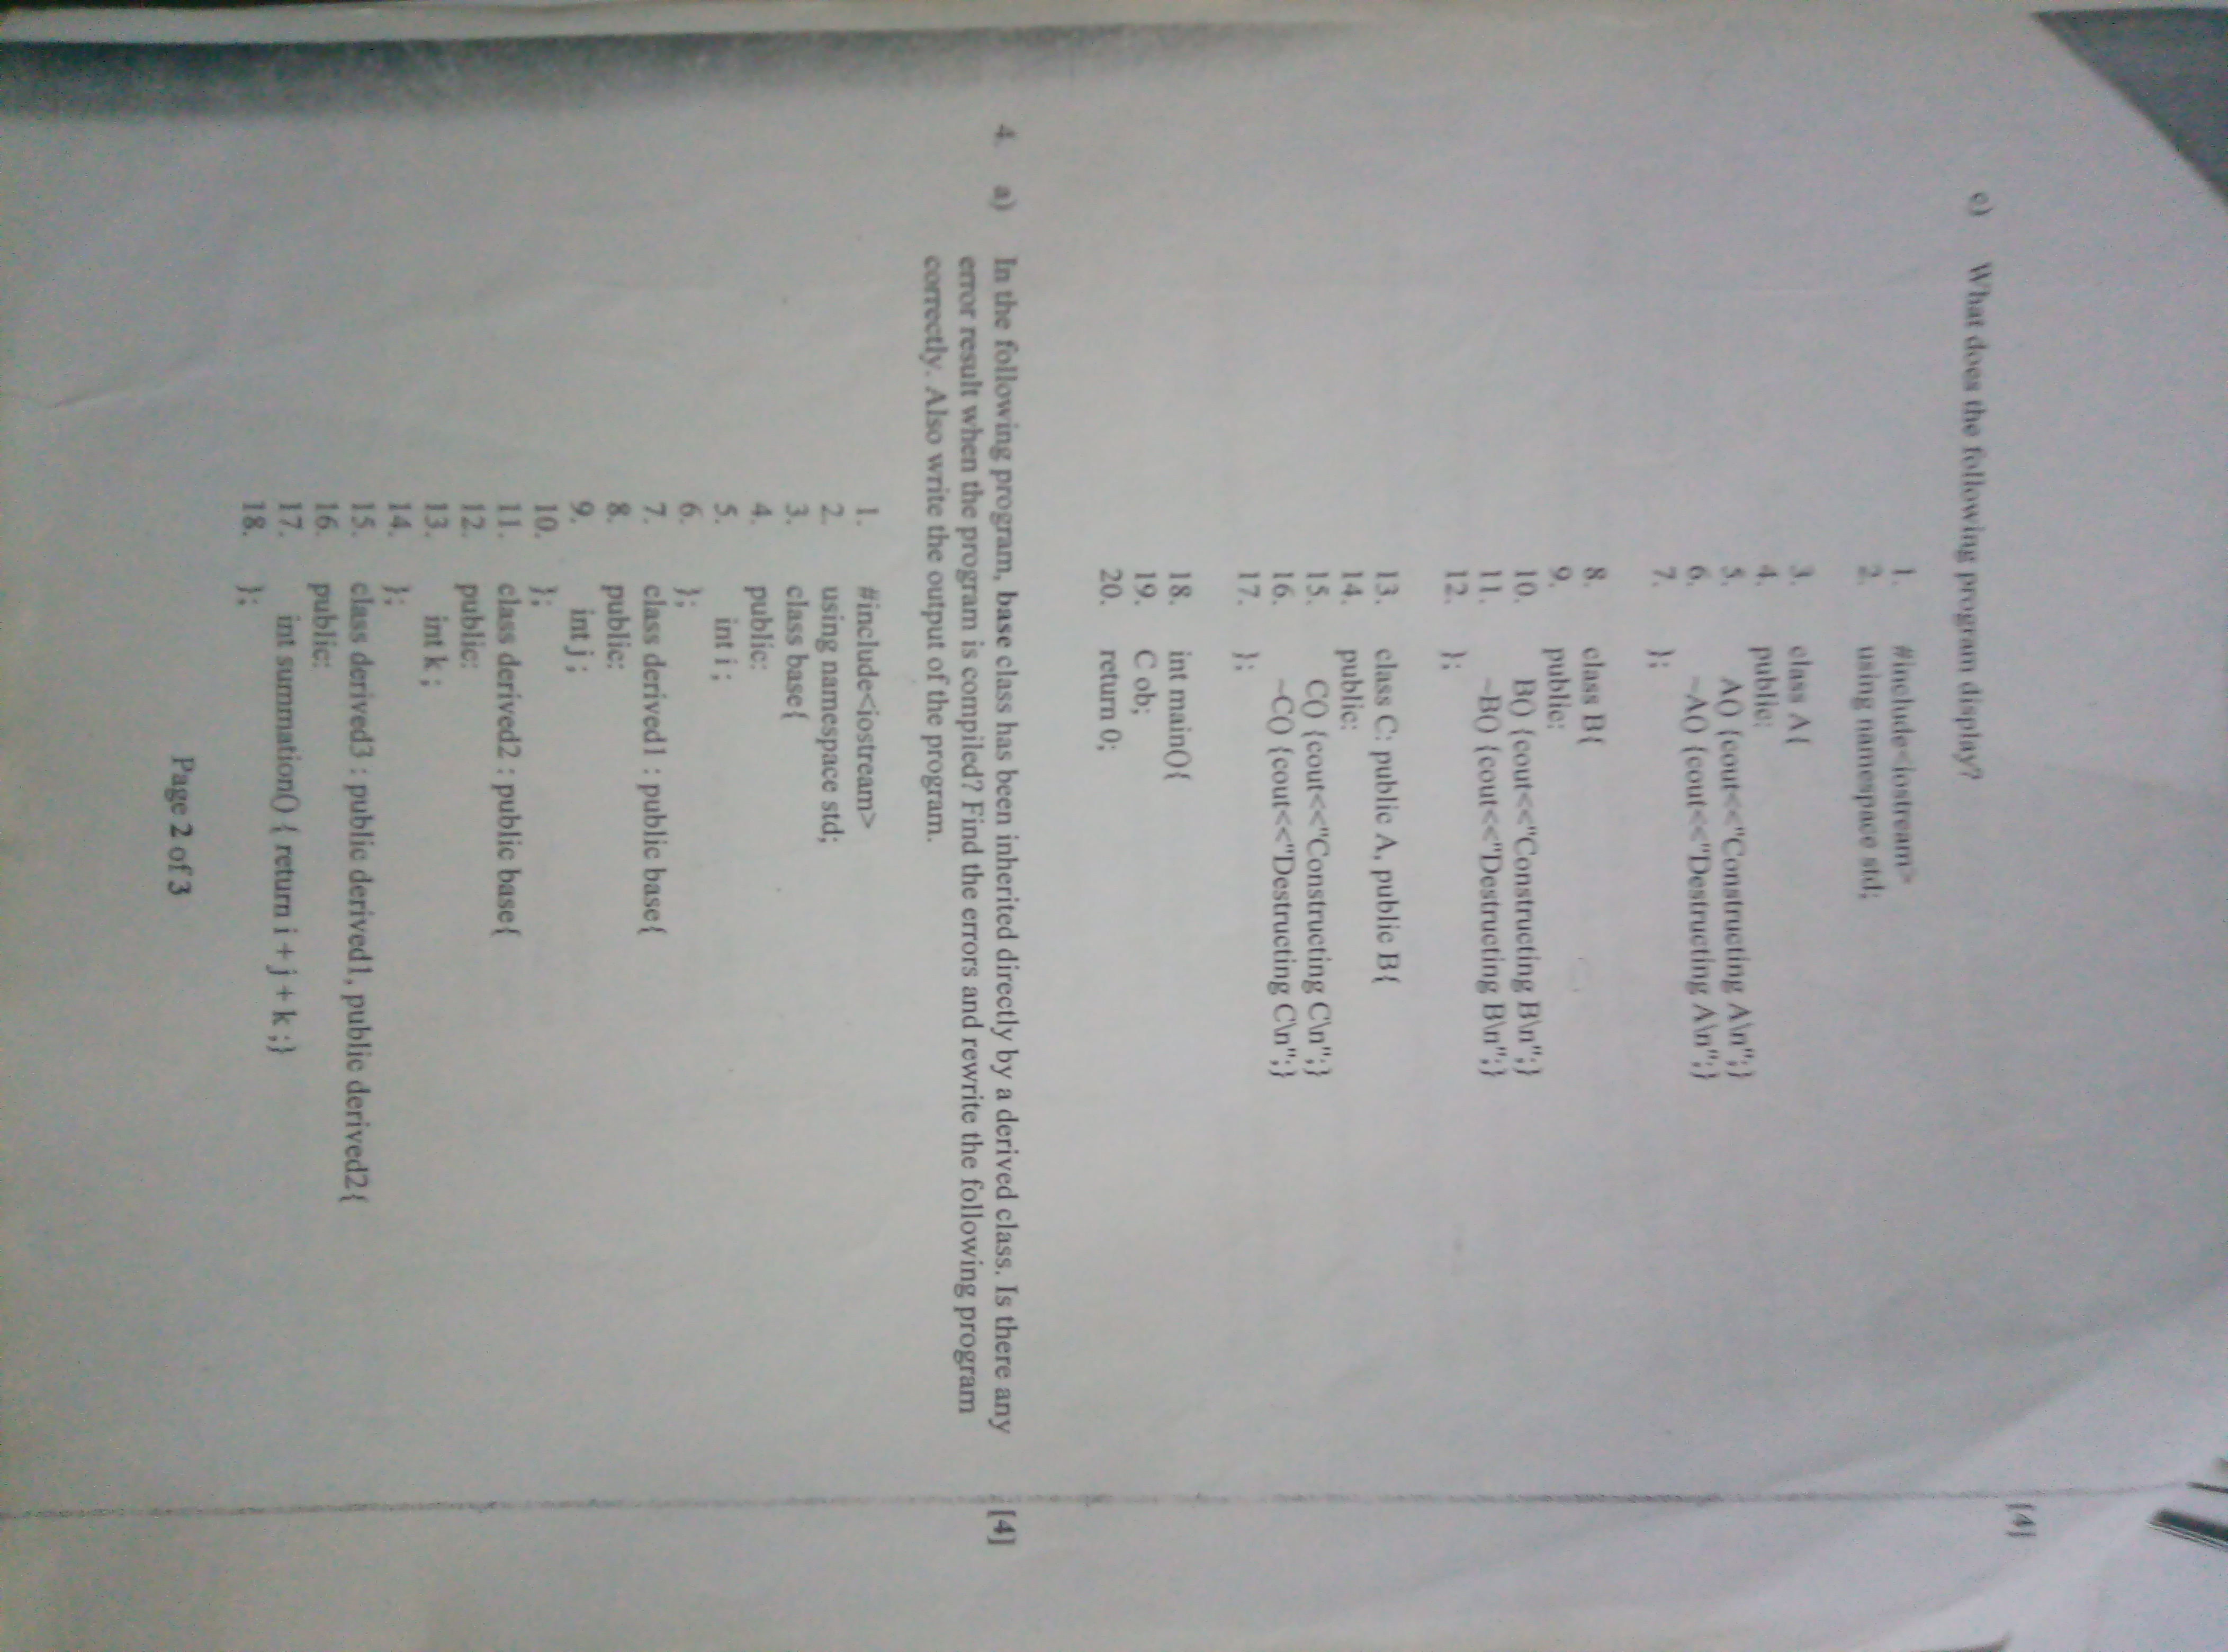 c) What does the following program display? [4]
1. #include<iostream>
2. using namespace std;
3. class A{
4. public:
5. A() {cout<<"Constructing A\n";}
6. ~A() {cout<<"Destructing A\n";}
7. };
8. class B{
9. public:
10. B() {cout<<"Constructing B\n";}
11. ~B() {cout<<"Destructing B\n";}
12. };
13. class C: public A, public B{
14. public:
15. C() {cout<<"Constructing C\n";}
16. ~C() {cout<<"Destructing C\n";}
17. };
18. int main(){
19. C ob;
20. return 0;
4. a) In the following program, base class has been inherited directly by a derived class. Is there any [4]
error result when the program is compiled? Find the errors and rewrite the following program
correctly. Also write the output of the program.
1. #include<iostream>
2. using namespace std;
3. class base{
4. public:
5. int i ;
6. };
7. class derived1 : public base{
8. public:
9. int j ;
10. };
11. class derived2 : public base{
12. public:
13. int k ;
14. };
15. class derived3 : public derived1, public derived2{
16. public:
17. int summation() { return i + j + k ;}
18. };
Page 2 of 3